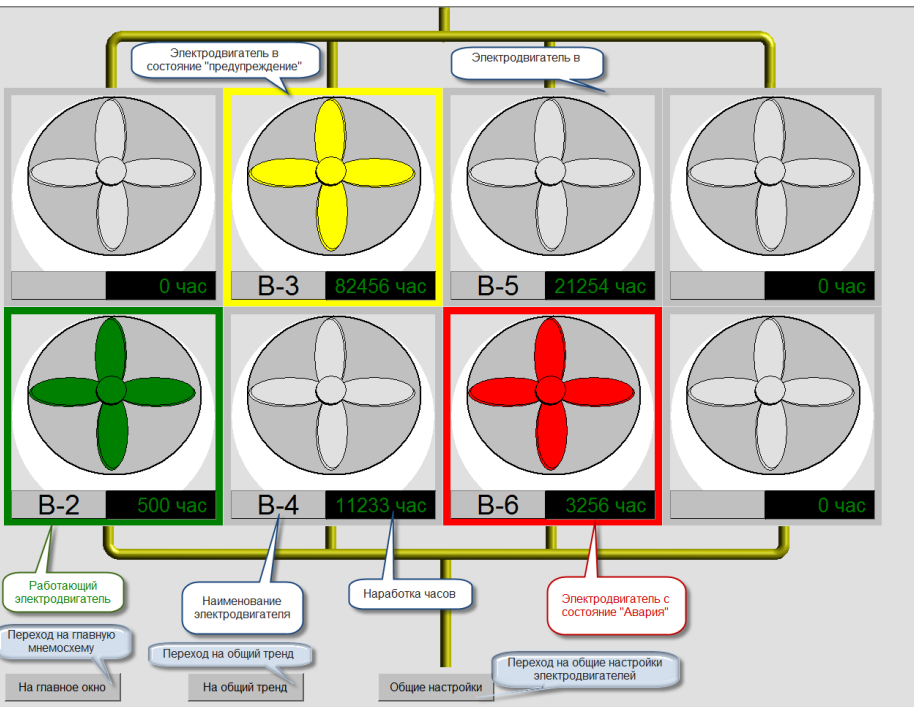 Электродвигатель в
состояние "предупреждение"
Электродвигатель в
0 час
В-3 82456 час
В-5 21254 час
0 час
В-2 500 час
В-4 11233 час
В-6 3256 час
0 час
Работающий
электродвигатель
Наименование
электродвигателя
Наработка часов
Электродвигатель с
состояние "Авария"
Переход на главную
мнемосхему
Переход на общий тренд
Переход на общие настройки
электродвигателей
На главное окно
На общий тренд
Общие настройки